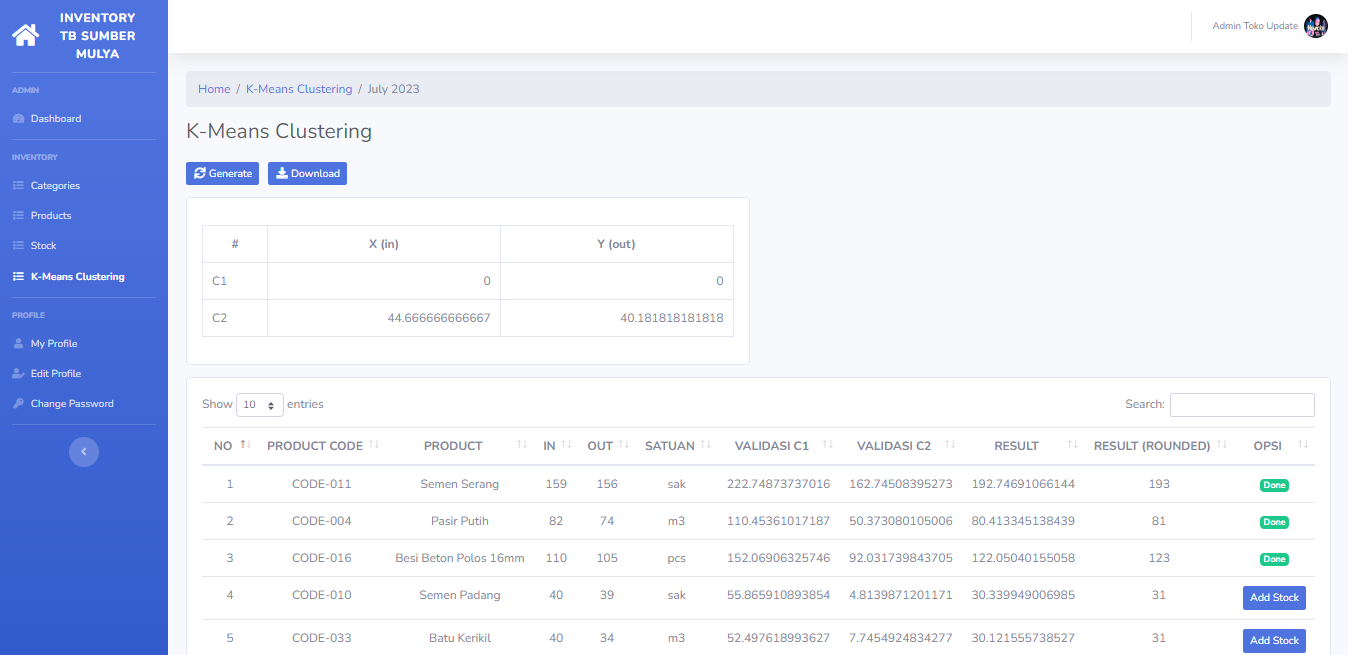 INVENTORY
TB SUMBER
MULYA
ADMIN
Dashboard
INVENTORY
Categories
Products
Stock
K-Means Clustering
PROFILE
My Profile
Edit Profile
Change Password
Admin Toko Update
Home / K-Means Clustering / July 2023
K-Means Clustering
Generate Download
# X (in) Y (out)
C1 0 0
C2 44.666666666667 40.181818181818
Show 10 entries Search:
NO PRODUCT CODE PRODUCT IN OUT SATUAN VALIDASI C1 VALIDASI C2 RESULT RESULT (ROUNDED) OPSI
1 CODE-011 Semen Serang 159 156 sak 222.74873737016 162.74508395273 192.74691066144 193 Done
2 CODE-004 Pasir Putih 82 74 m3 110.45361017187 50.373080105006 80.413345138439 81 Done
3 CODE-016 Besi Beton Polos 16mm 110 105 pcs 152.06906325746 92.031739843705 122.05040155058 123 Done
4 CODE-010 Semen Padang 40 39 sak 55.865910893854 4.8139871201171 30.339949006985 31 Add Stock
5 CODE-033 Batu Kerikil 40 34 m3 52.497618993627 7.7454924834277 30.121555738527 31 Add Stock